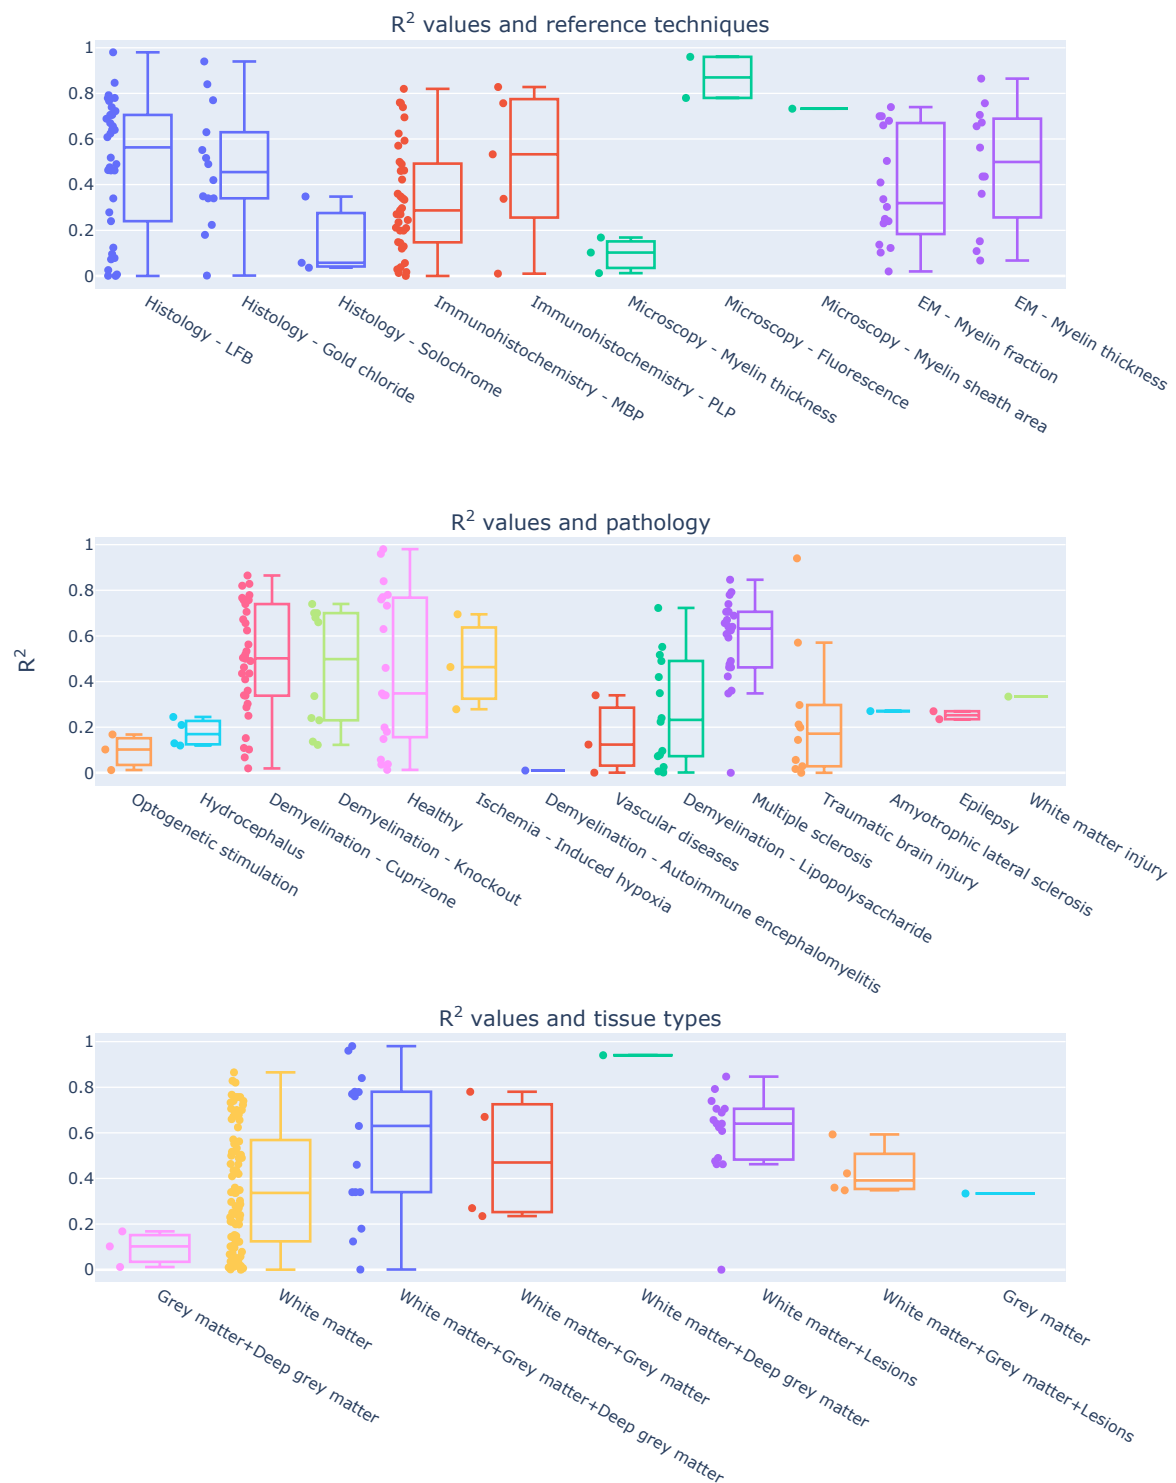 R² values and reference techniques
1
0.8
0.6
0.4
0.2
0
Histology - LFB
Histology - Gold chloride
Histology - Solochrome
Immunohistochemistry - MBP
Immunohistochemistry - PLP
Microscopy - Myelin thickness
Microscopy - Fluorescence
Microscopy - Myelin sheath area
EM - Myelin fraction
EM - Myelin thickness
R² values and pathology
R²
1
0.8
0.6
0.4
0.2
0
Optogenetic stimulation
Hydrocephalus
Demyelination - Cuprizone
Demyelination - Knockout
Healthy
Ischemia - Induced hypoxia
Demyelination - Autoimmune encephalomyelitis
Vascular diseases
Demyelination - Lipopolysaccharide
Multiple sclerosis
Traumatic brain injury
Amyotrophic lateral sclerosis
Epilepsy
White matter injury
R² values and tissue types
1
0.8
0.6
0.4
0.2
0
Grey matter+Deep grey matter
White matter
White matter+Grey matter+Deep grey matter
White matter+Grey matter
White matter+Deep grey matter
White matter+Lesions
White matter+Grey matter+Lesions
Grey matter